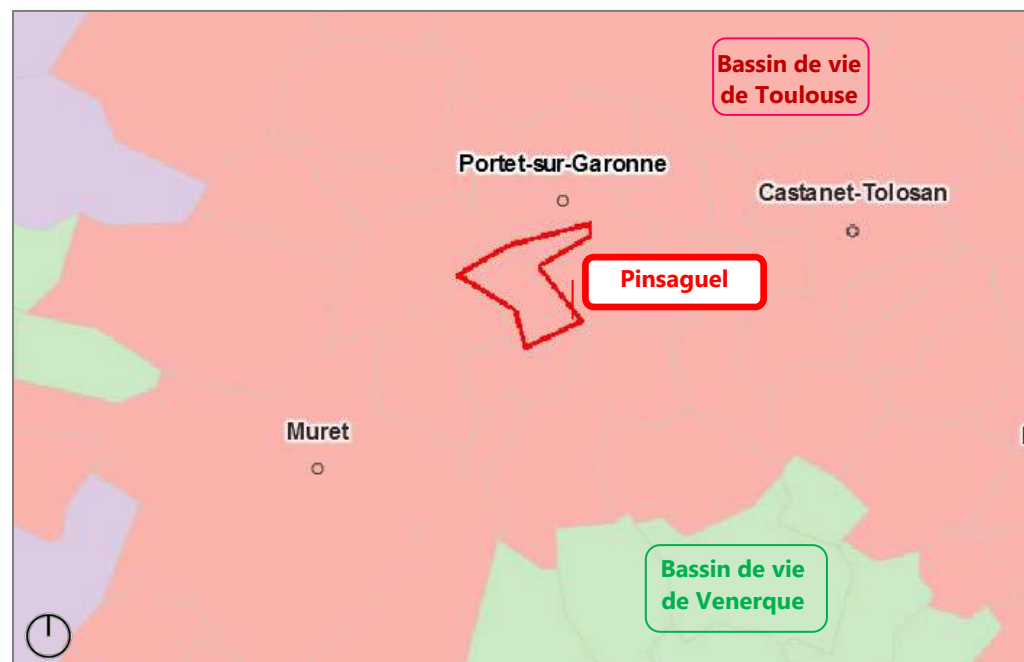 Bassin de vie
de Toulouse
Portet-sur-Garonne
Castanet-Tolosan
Pinsaguel
Muret
Bassin de vie
de Venerque